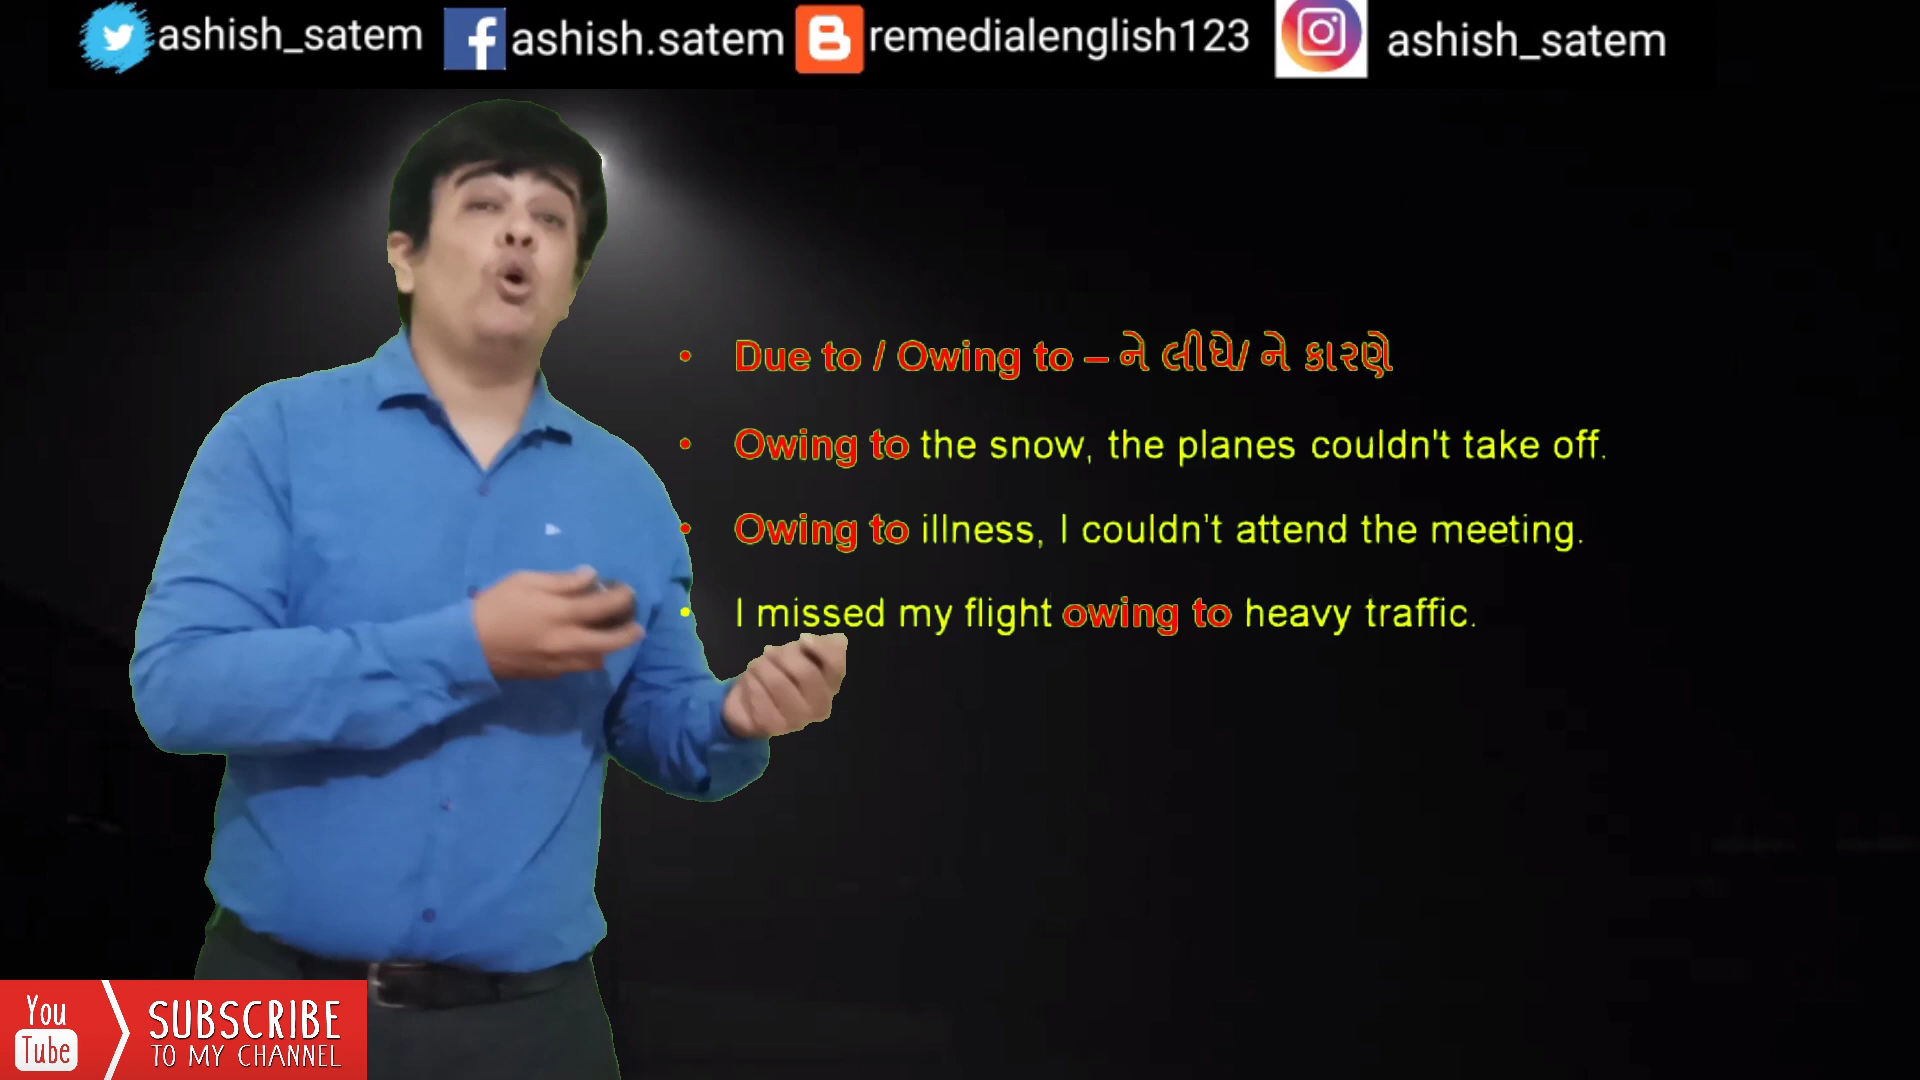 ashish_satem ashish.satem remedialenglish123 ashish_satem
• Due to / Owing to – ને લીધે/ ને કારણે
• Owing to the snow, the planes couldn't take off.
• Owing to illness, I couldn’t attend the meeting.
• I missed my flight owing to heavy traffic.
You Tube
SUBSCRIBE
TO MY CHANNEL